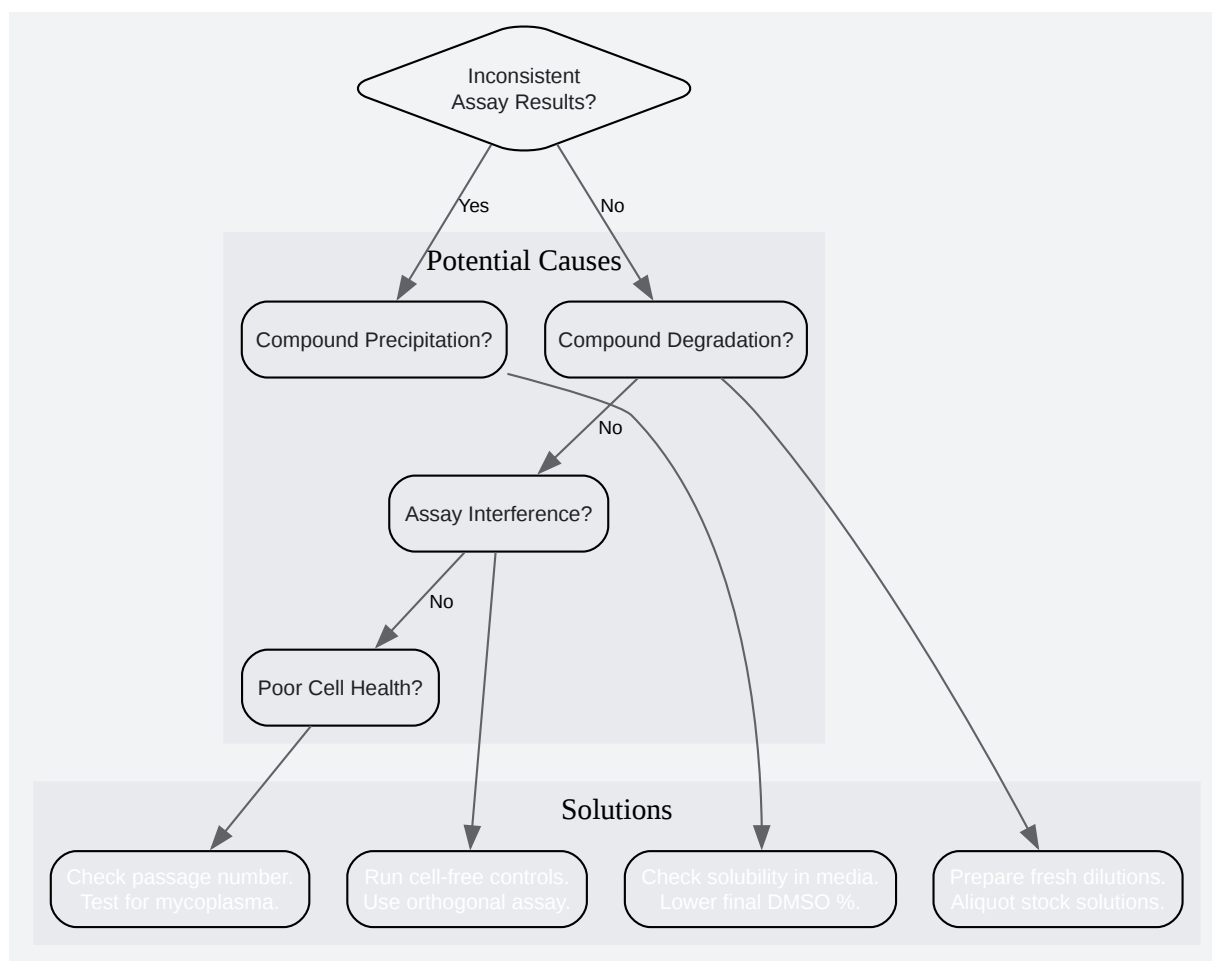 Inconsistent
Assay Results?
Yes
No
Potential Causes
Compound Precipitation?
Compound Degradation?
No
Assay Interference?
No
Poor Cell Health?
Solutions
Check passage number.
Test for mycoplasma.
Run cell-free controls.
Use orthogonal assay.
Check solubility in media.
Lower final DMSO %.
Prepare fresh dilutions.
Aliquot stock solutions.